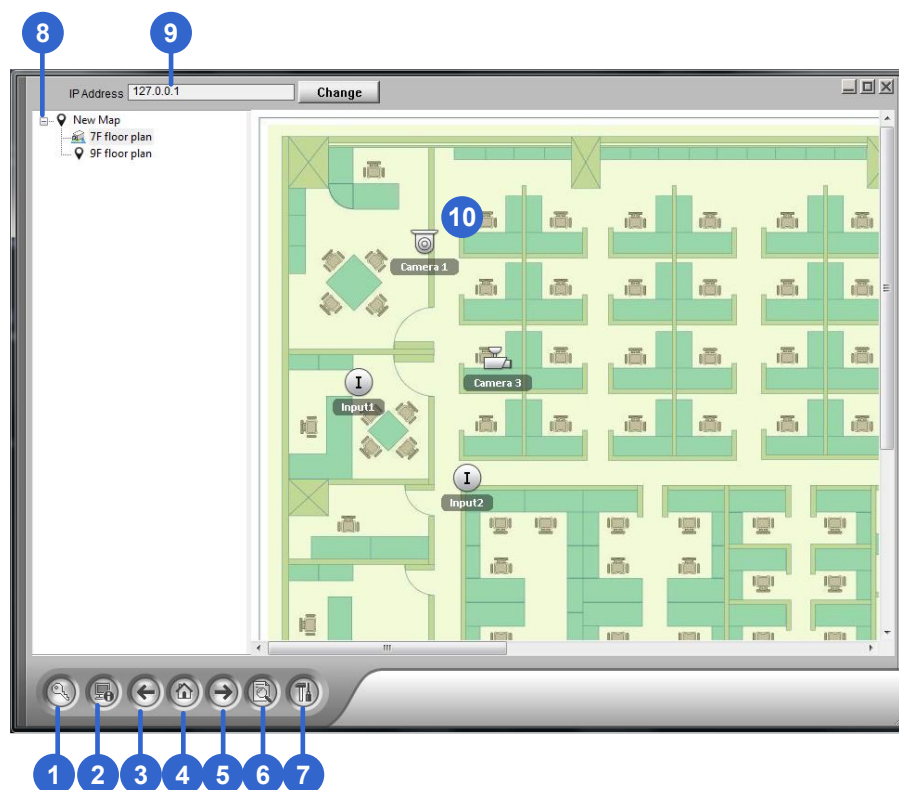 8 9
IP Address 127.0.0.1 Change
New Map
7F floor plan
9F floor plan
10
Camera 1
Camera 3
I
Input1
I
Input2
1 2 3 4 5 6 7